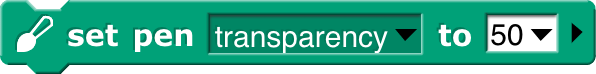 set pen transparency to 50